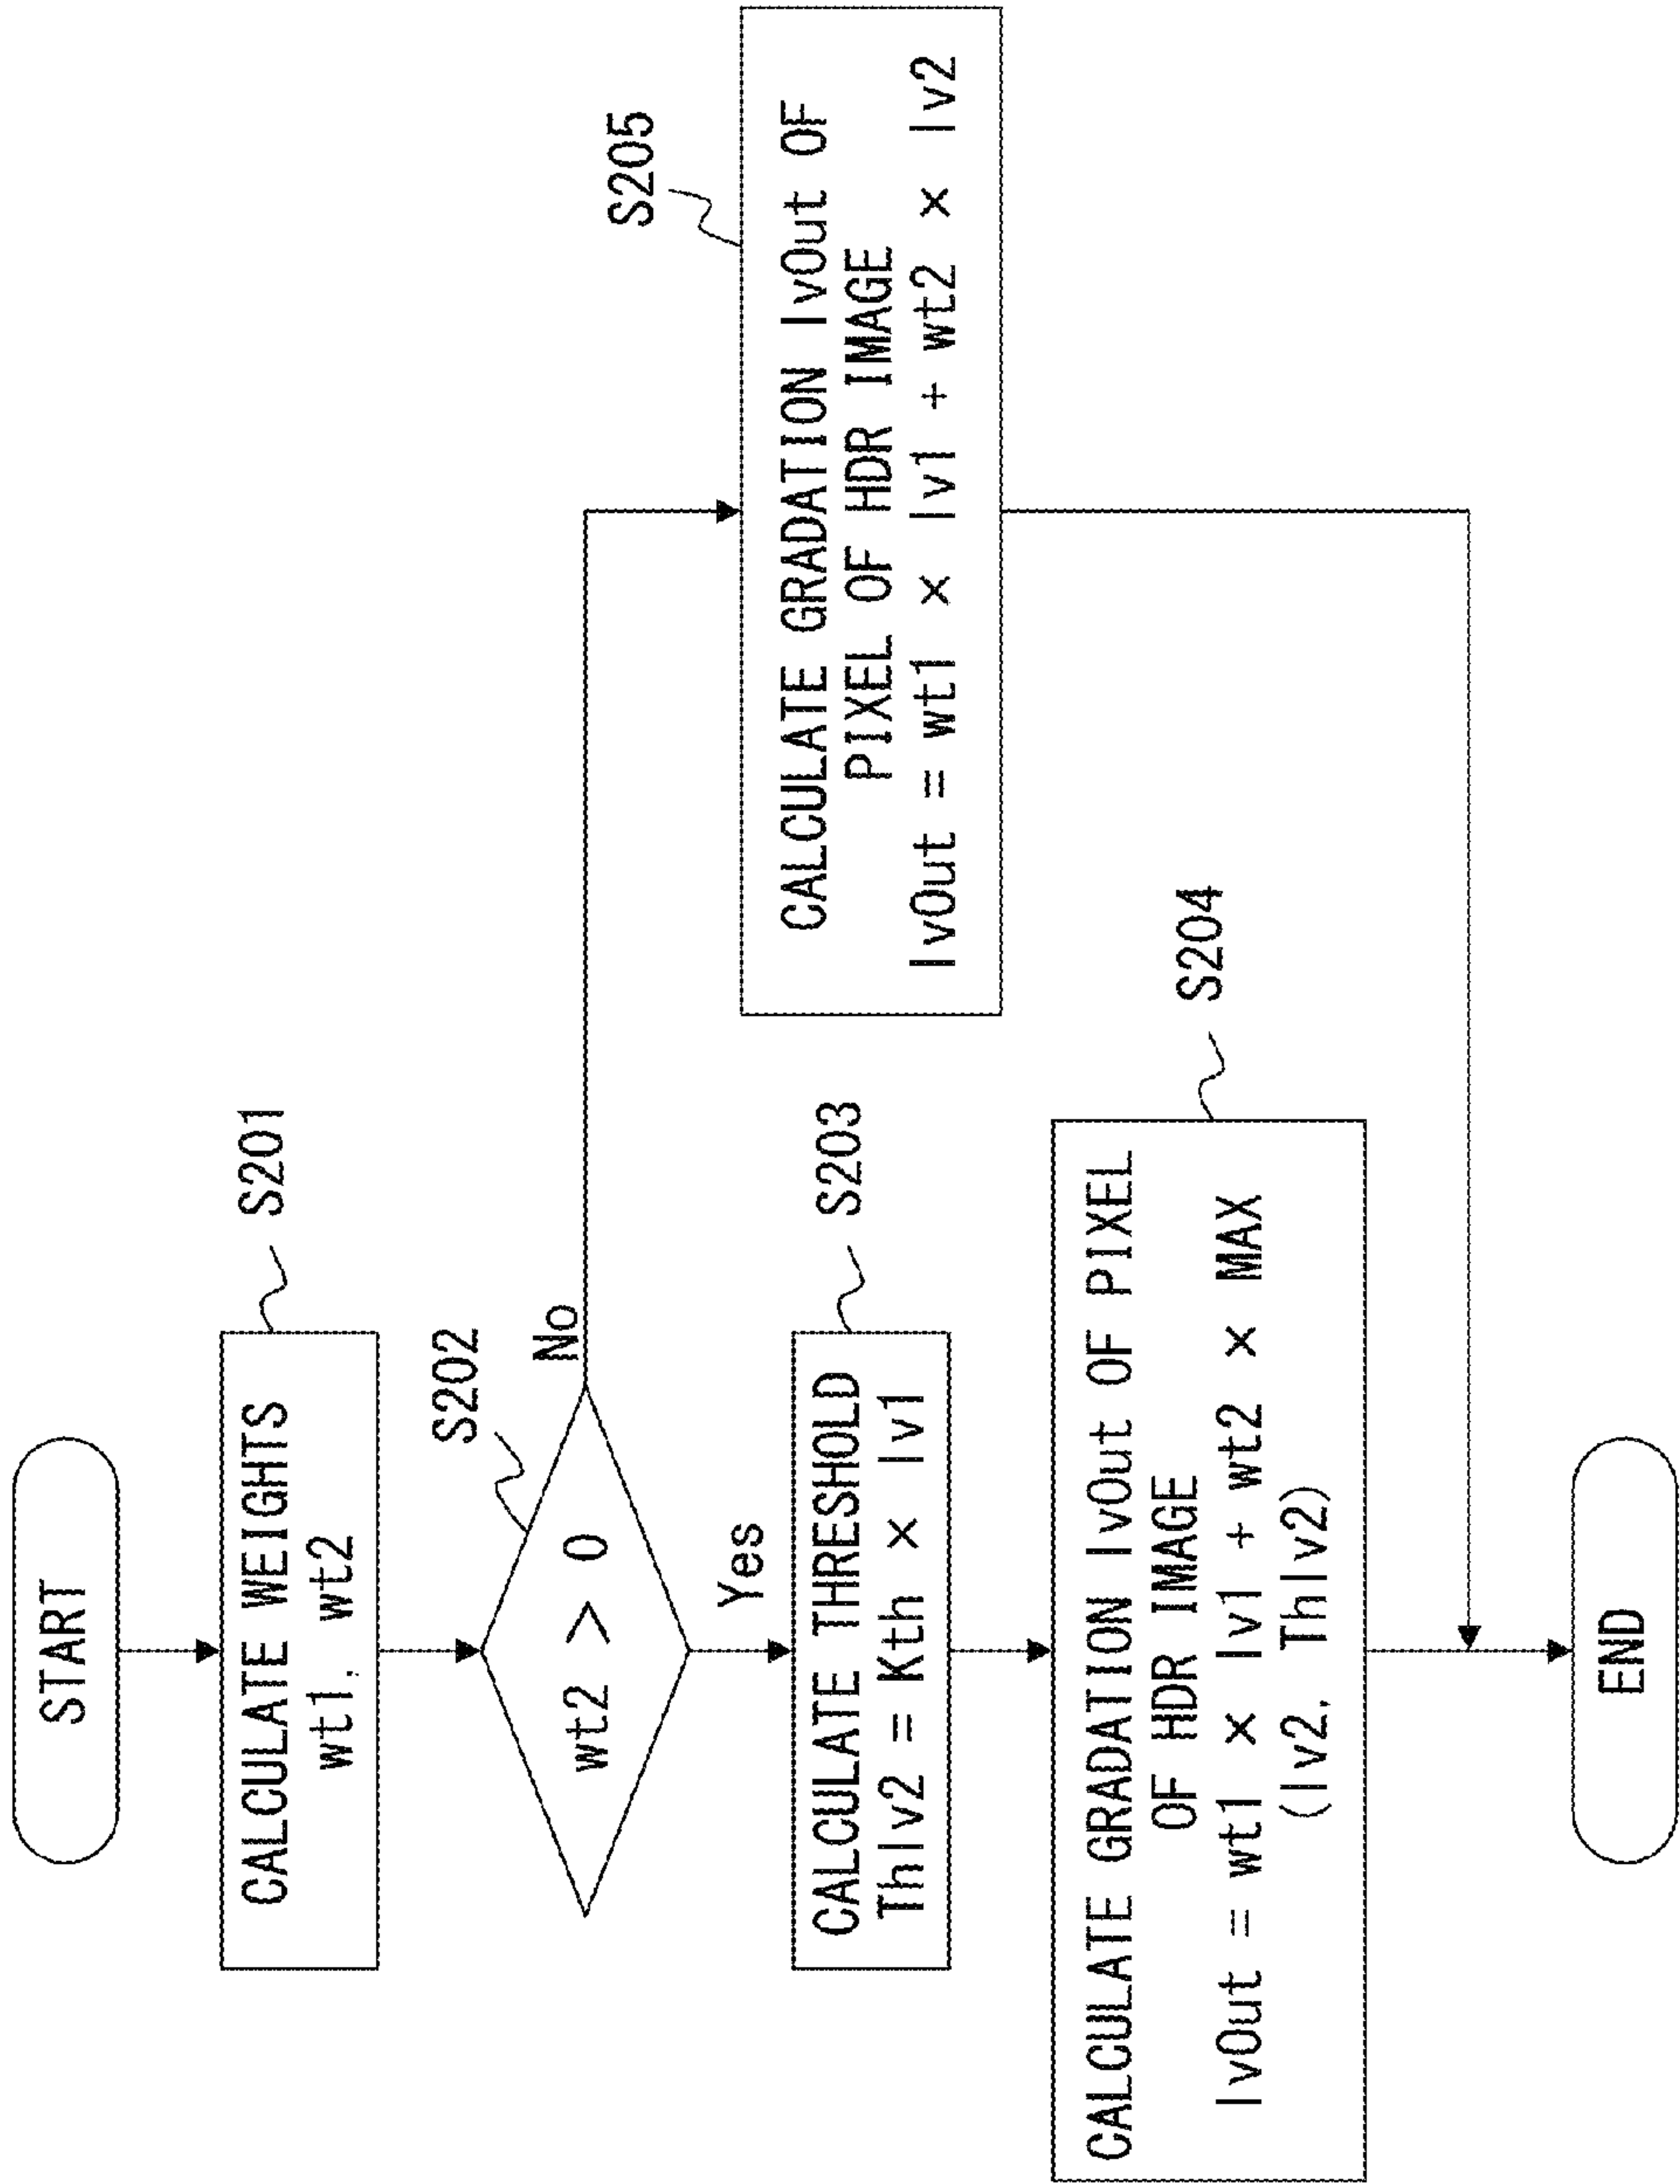 START
CALCULATE WEIGHTS
wt1, wt2
S201
wt2 > 0
S202
No
Yes
CALCULATE THRESHOLD
Thlv2 = Kth × lv1
S203
CALCULATE GRADATION lvOut OF PIXEL
OF HDR IMAGE
lvOut = wt1 × lv1 + wt2 × MAX
(lv2, Thlv2)
S204
CALCULATE GRADATION lvOut OF
PIXEL OF HDR IMAGE
lvOut = wt1 × lv1 + wt2 × lv2
S205
END